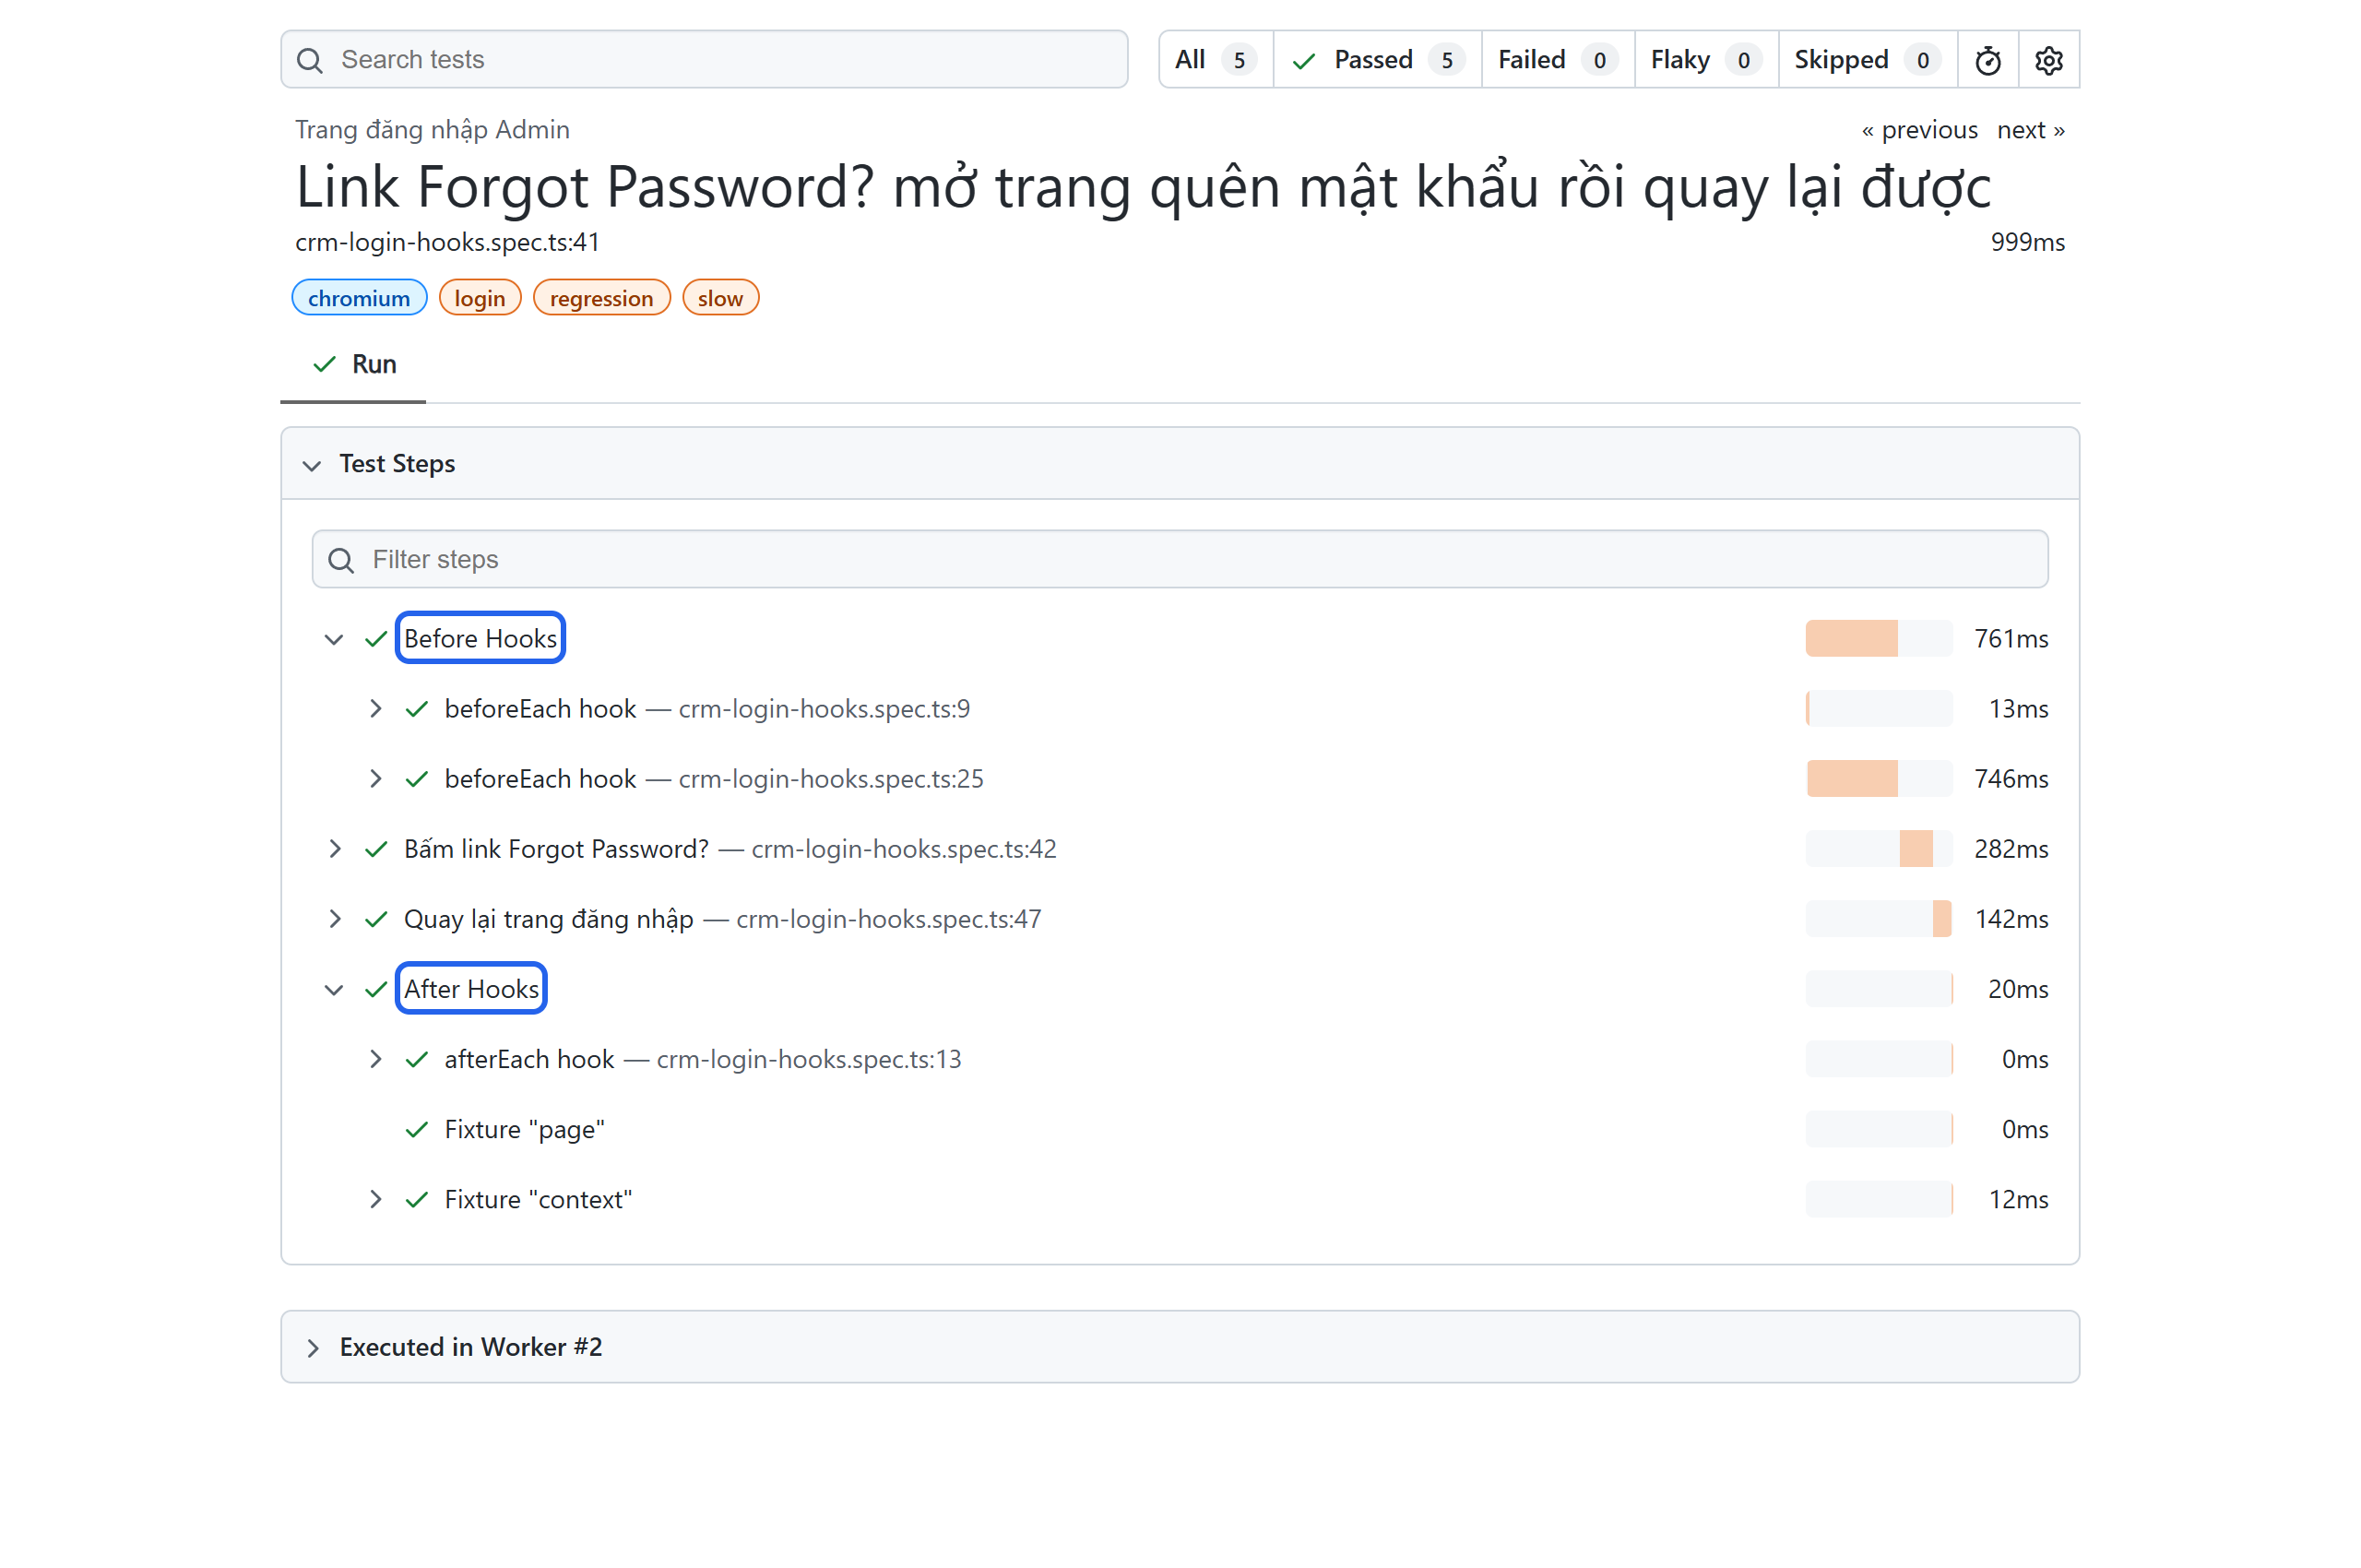 Search tests
All 5 Passed 5 Failed 0 Flaky 0 Skipped 0
Trang đăng nhập Admin « previous next »
Link Forgot Password? mở trang quên mật khẩu rồi quay lại được
crm-login-hooks.spec.ts:41 999ms
chromium login regression slow
Run
Test Steps
Filter steps
Before Hooks 761ms
beforeEach hook — crm-login-hooks.spec.ts:9 13ms
beforeEach hook — crm-login-hooks.spec.ts:25 746ms
Bấm link Forgot Password? — crm-login-hooks.spec.ts:42 282ms
Quay lại trang đăng nhập — crm-login-hooks.spec.ts:47 142ms
After Hooks 20ms
afterEach hook — crm-login-hooks.spec.ts:13 0ms
Fixture "page" 0ms
Fixture "context" 12ms
Executed in Worker #2